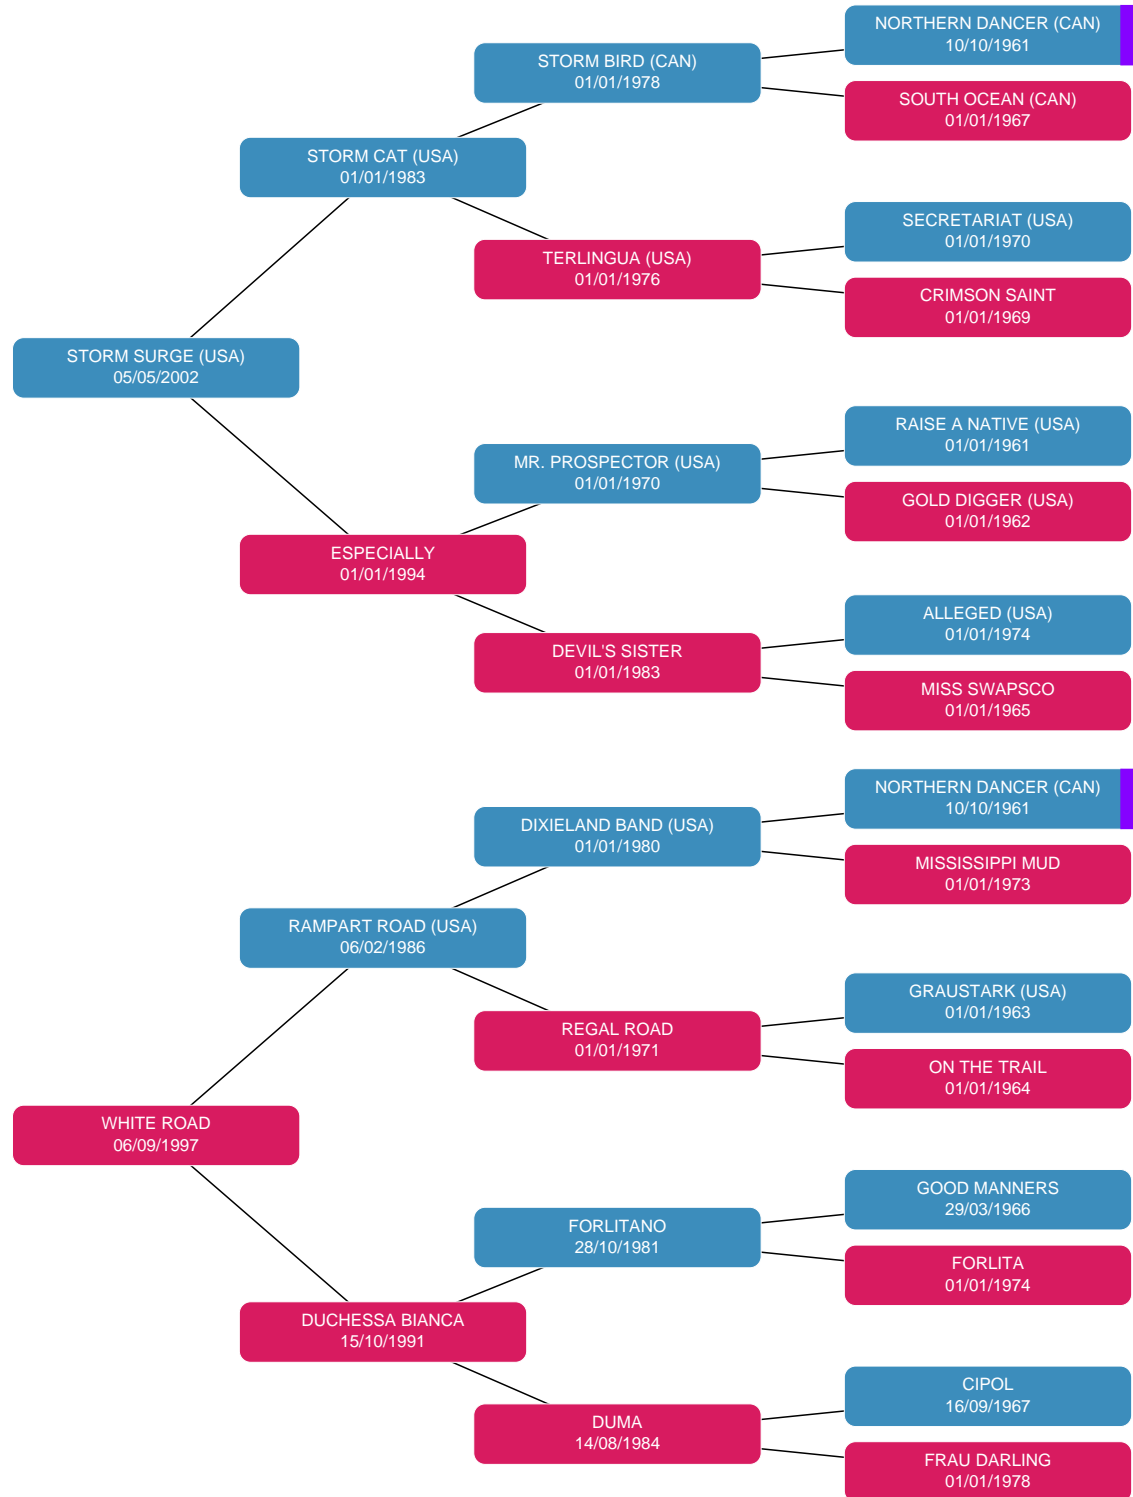 NORTHERN DANCER (CAN)
10/10/1961
STORM BIRD (CAN)
01/01/1978
SOUTH OCEAN (CAN)
01/01/1967
STORM CAT (USA)
01/01/1983
SECRETARIAT (USA)
01/01/1970
TERLINGUA (USA)
01/01/1976
CRIMSON SAINT
01/01/1969
STORM SURGE (USA)
05/05/2002
RAISE A NATIVE (USA)
01/01/1961
MR. PROSPECTOR (USA)
01/01/1970
GOLD DIGGER (USA)
01/01/1962
ESPECIALLY
01/01/1994
ALLEGED (USA)
01/01/1974
DEVIL'S SISTER
01/01/1983
MISS SWAPSCO
01/01/1965
NORTHERN DANCER (CAN)
10/10/1961
DIXIELAND BAND (USA)
01/01/1980
MISSISSIPPI MUD
01/01/1973
RAMPART ROAD (USA)
06/02/1986
GRAUSTARK (USA)
01/01/1963
REGAL ROAD
01/01/1971
ON THE TRAIL
01/01/1964
WHITE ROAD
06/09/1997
GOOD MANNERS
29/03/1966
FORLITANO
28/10/1981
FORLITA
01/01/1974
DUCHESSA BIANCA
15/10/1991
CIPOL
16/09/1967
DUMA
14/08/1984
FRAU DARLING
01/01/1978